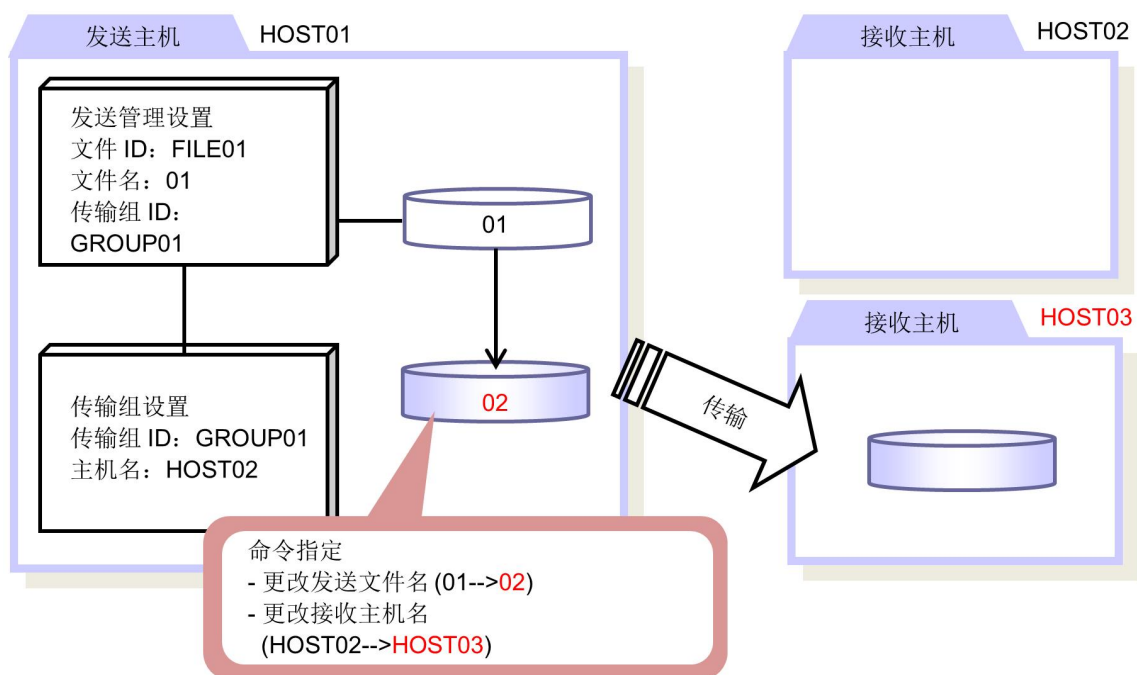 发送主机
HOST01
发送管理设置
文件 ID：FILE01
文件名：01
传输组 ID：
GROUP01
01
传输组设置
传输组 ID：GROUP01
主机名：HOST02
02
命令指定
- 更改发送文件名 (01-->02)
- 更改接收主机名
(HOST02-->HOST03)
传输
接收主机
HOST02
接收主机
HOST03